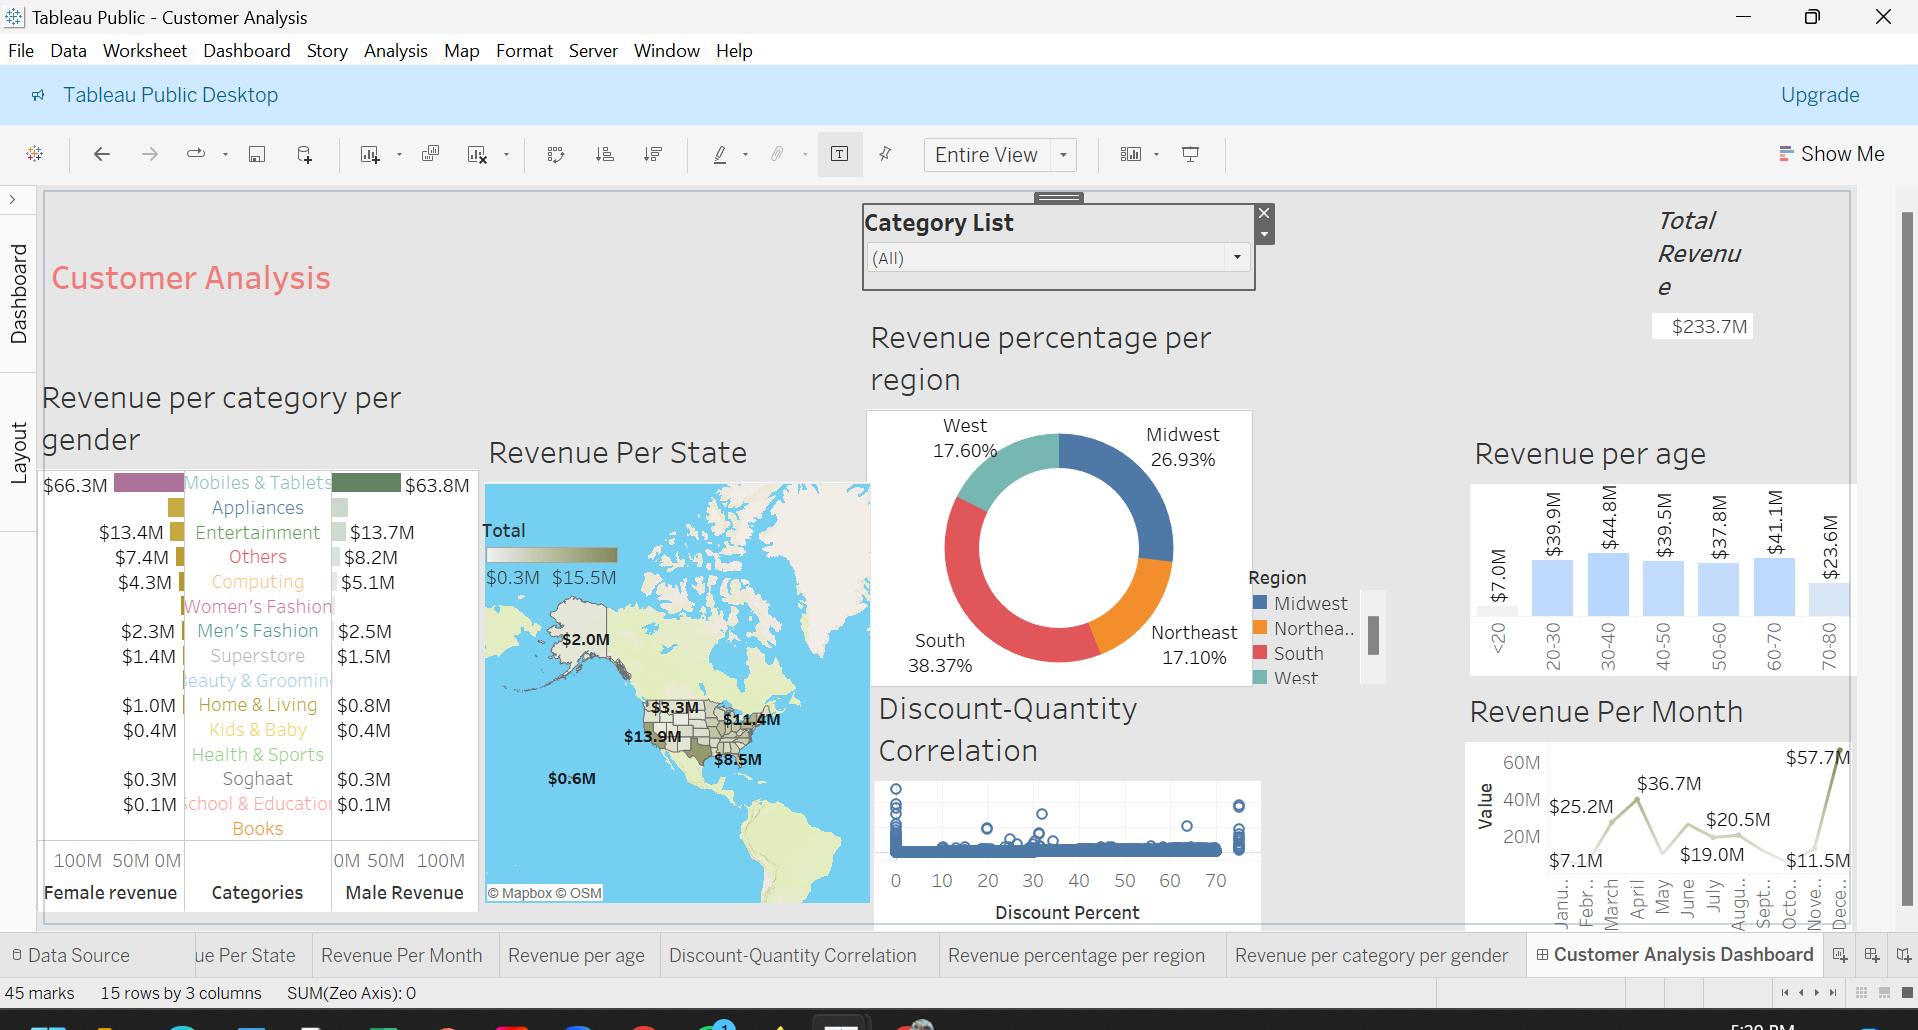 Tableau Public - Customer Analysis
File Data Worksheet Dashboard Story Analysis Map Format Server Window Help
Tableau Public Desktop
Upgrade
Entire View
Show Me
Dashboard
Layout
Customer Analysis
Category List
(All)
Total
Revenu
e
$233.7M
Revenue per category per
gender
$66.3M Mobiles & Tablets $63.8M
Appliances
$13.4M Entertainment $13.7M
$7.4M Others $8.2M
$4.3M Computing $5.1M
Women's Fashion
$2.3M Men's Fashion $2.5M
$1.4M Superstore $1.5M
eauty & Groomin
$1.0M Home & Living $0.8M
$0.4M Kids & Baby $0.4M
Health & Sports
$0.3M Soghaat $0.3M
$0.1M chool & Educatio $0.1M
Books
100M 50M 0M 0M 50M 100M
Female revenue Categories Male Revenue
Revenue Per State
Total
$0.3M $15.5M
$2.0M
$3.3M
$11.4M
$13.9M
$8.5M
$0.6M
© Mapbox © OSM
Revenue percentage per
region
West
17.60%
Midwest
26.93%
South
38.37%
Northeast
17.10%
Region
Midwest
Northea..
South
West
Discount-Quantity
Correlation
0 10 20 30 40 50 60 70
Discount Percent
Revenue per age
$7.0M $39.9M $44.8M $39.5M $37.8M $41.1M $23.6M
<20 20-30 30-40 40-50 50-60 60-70 70-80
Revenue Per Month
Value
60M
40M
20M
$57.7M
$36.7M
$25.2M
$20.5M
$7.1M
$19.0M
$11.5M
Janu.. Febr.. March April May June July Augu.. Sept.. Octo.. Nove.. Dece..
Data Source ue Per State Revenue Per Month Revenue per age Discount-Quantity Correlation Revenue percentage per region Revenue per category per gender Customer Analysis Dashboard
45 marks 15 rows by 3 columns SUM(Zeo Axis): 0
1